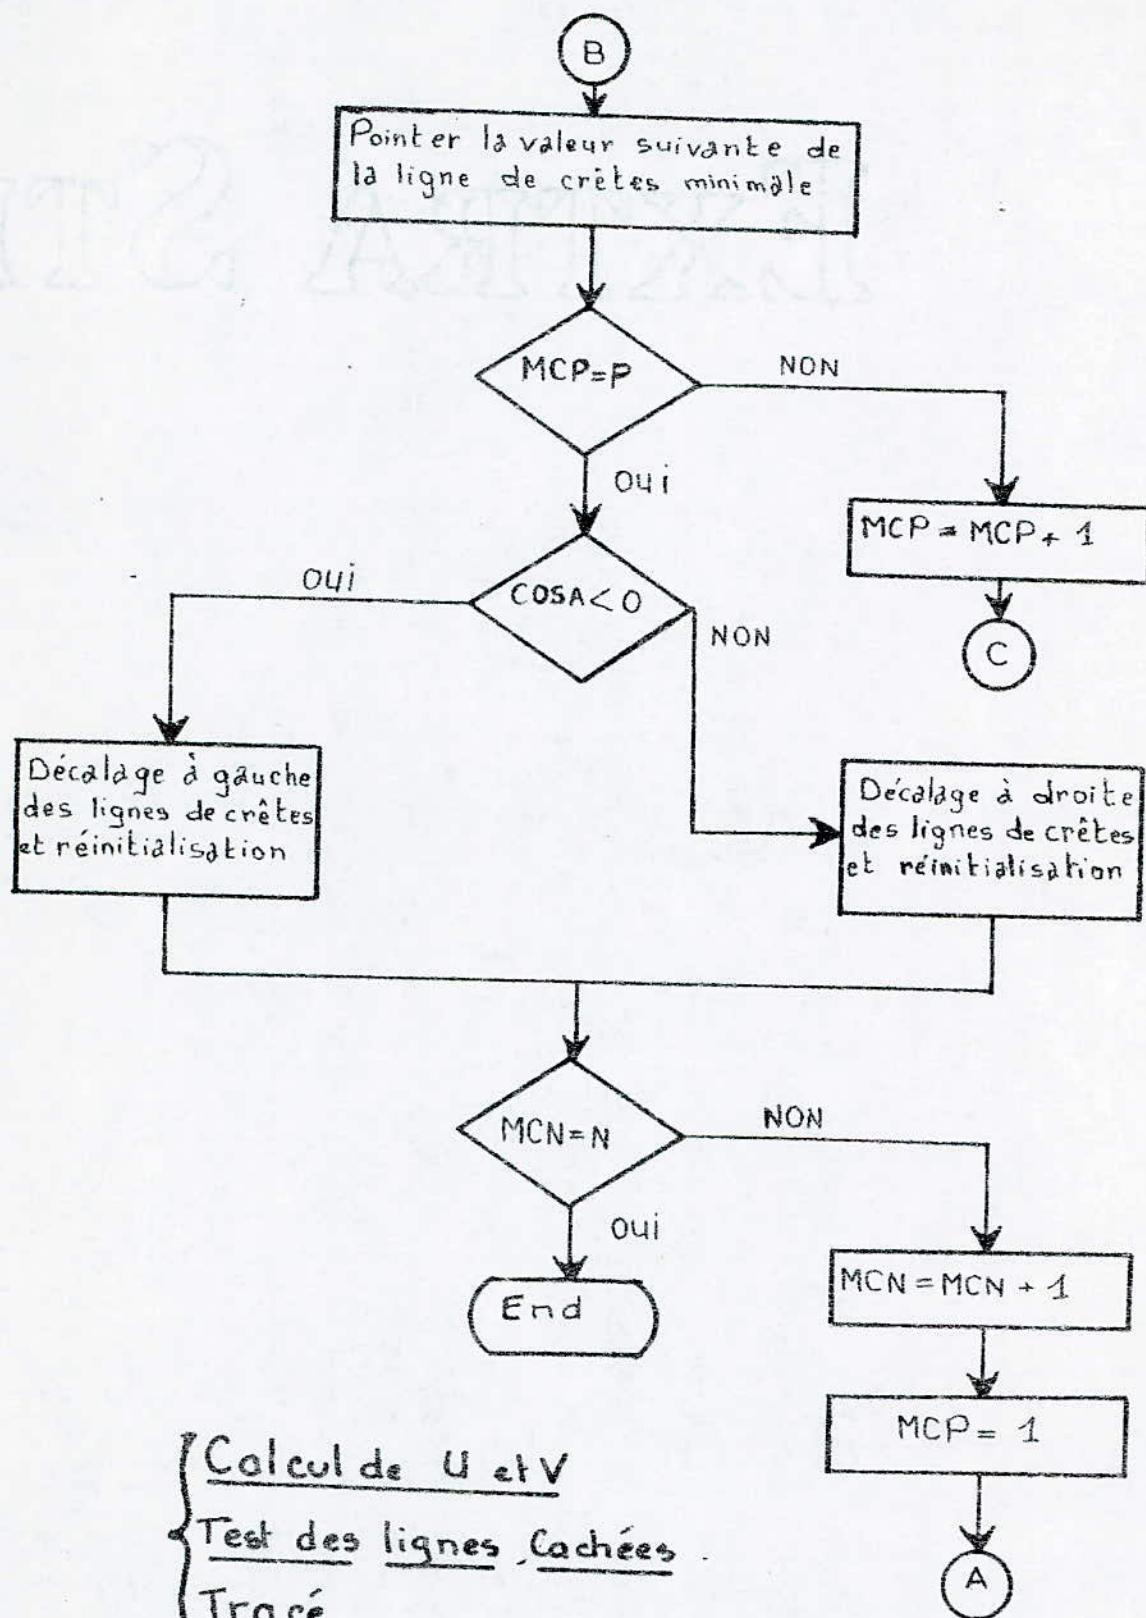 B
Pointer la valeur suivante de
la ligne de crêtes minimale
MCP=P
NON
OUi
MCP = MCP + 1
C
COSA<0
OUi
NON
Décalage à gauche
des lignes de crêtes
et réinitialisation
Décalage à droite
des lignes de crêtes
et réinitialisation
MCN=N
NON
OUi
End
MCN = MCN + 1
MCP = 1
A
Calcul de U et V
Test des lignes Cachées.
Tracé